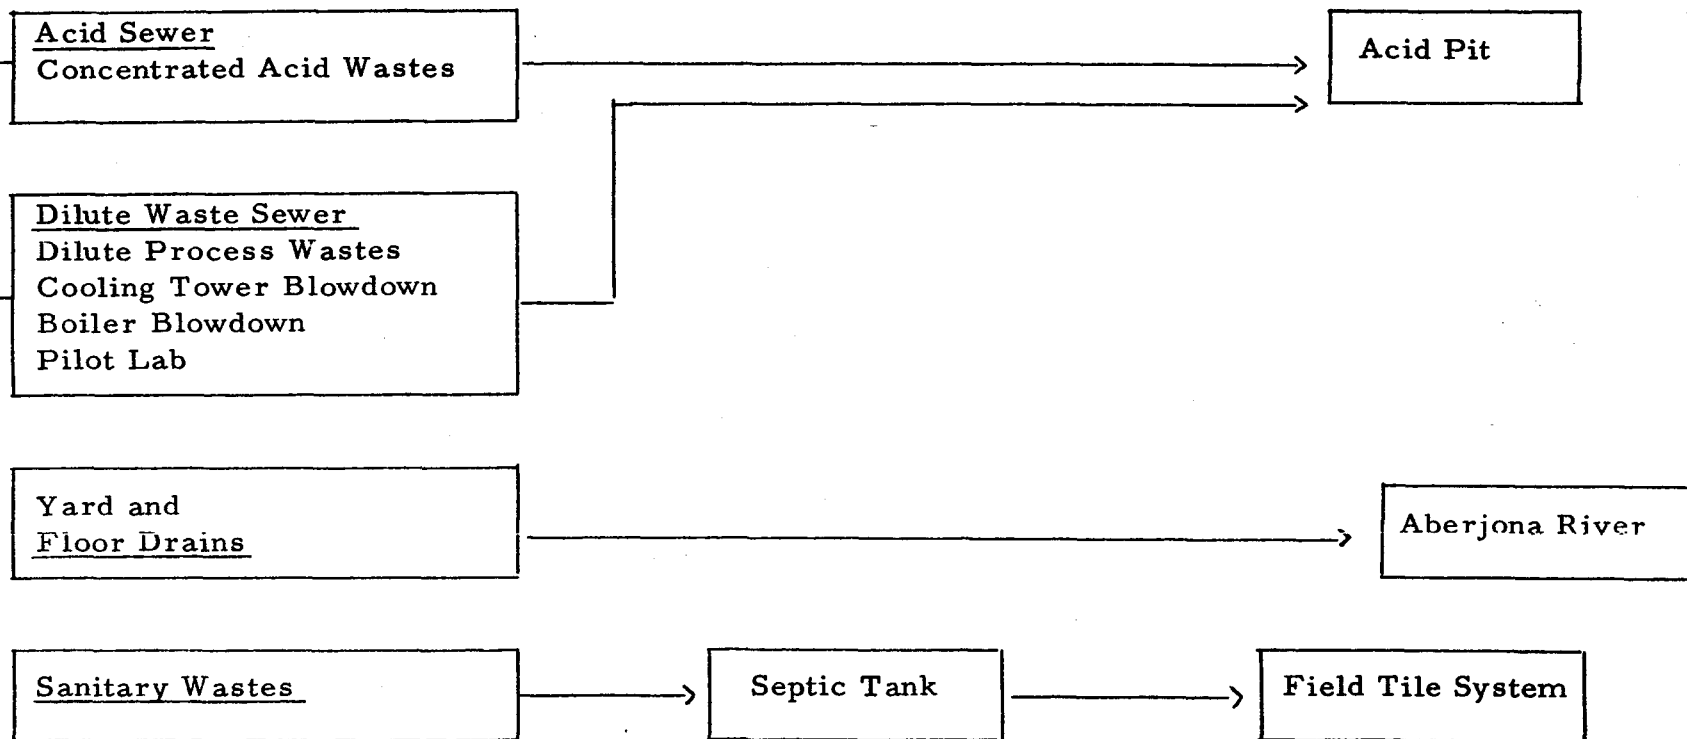 Acid Sewer
Concentrated Acid Wastes
Acid Pit
Dilute Waste Sewer
Dilute Process Wastes
Cooling Tower Blowdown
Boiler Blowdown
Pilot Lab
Yard and
Floor Drains
Aberjona River
Sanitary Wastes
Septic Tank
Field Tile System